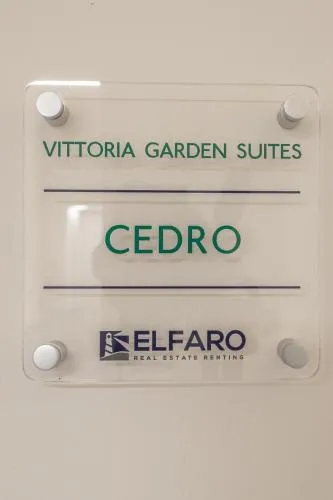 VITTORIA GARDEN SUITES
CEDRO
ELFARO
REAL ESTATE RENTING